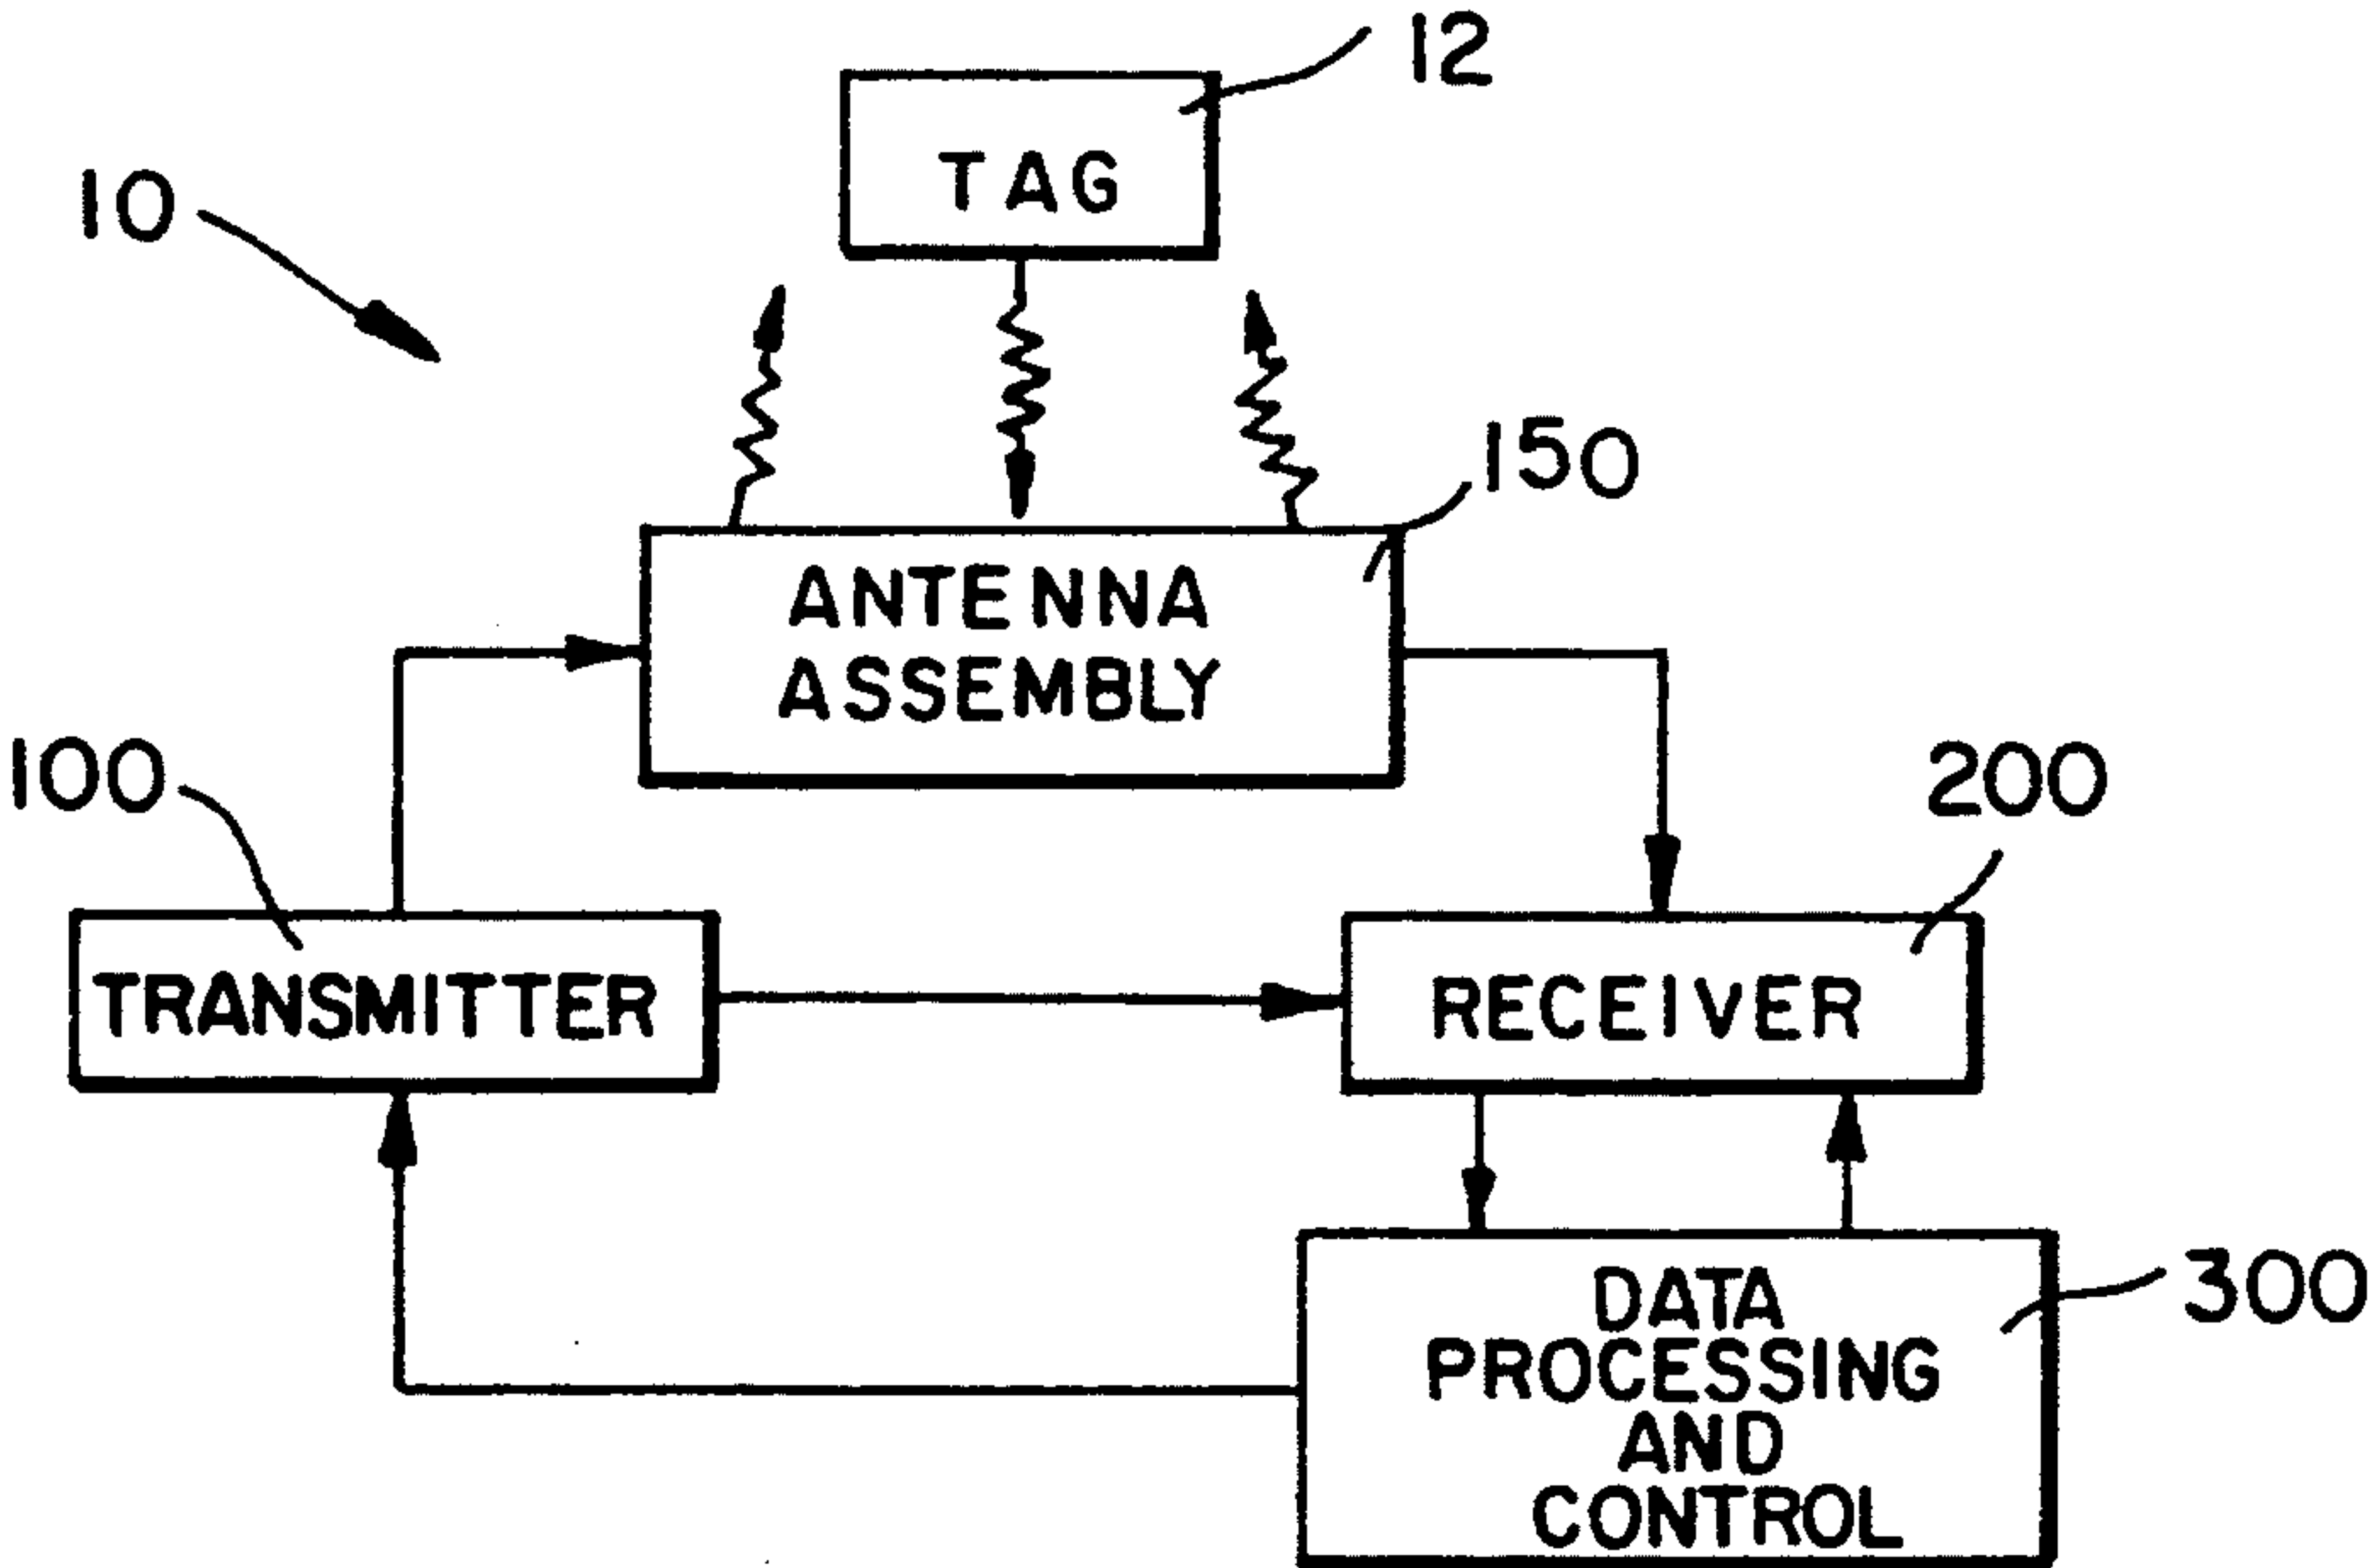 12
TAG
10
150
ANTENNA
ASSEMBLY
100
200
TRANSMITTER
RECEIVER
300
DATA
PROCESSING
AND
CONTROL